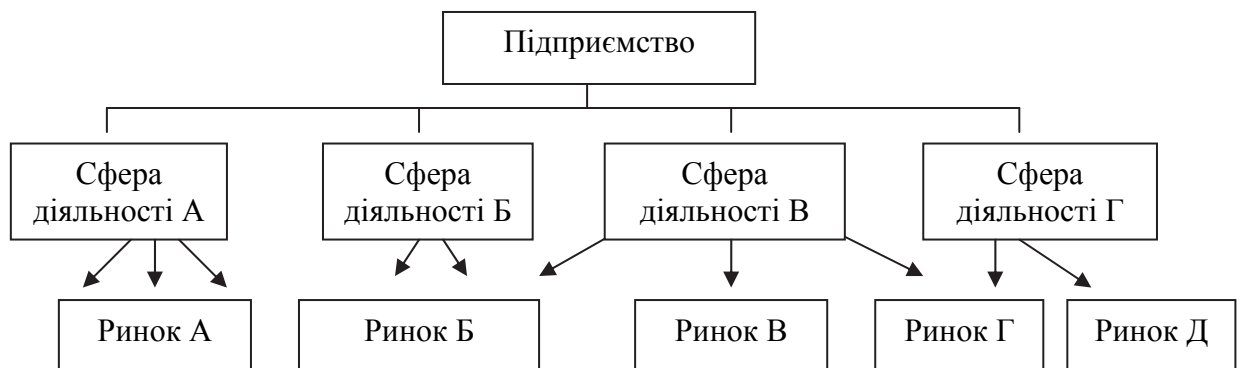 Підприємство
Сфера
діяльності А
Сфера
діяльності Б
Сфера
діяльності В
Сфера
діяльності Г
Ринок А
Ринок Б
Ринок В
Ринок Г
Ринок Д